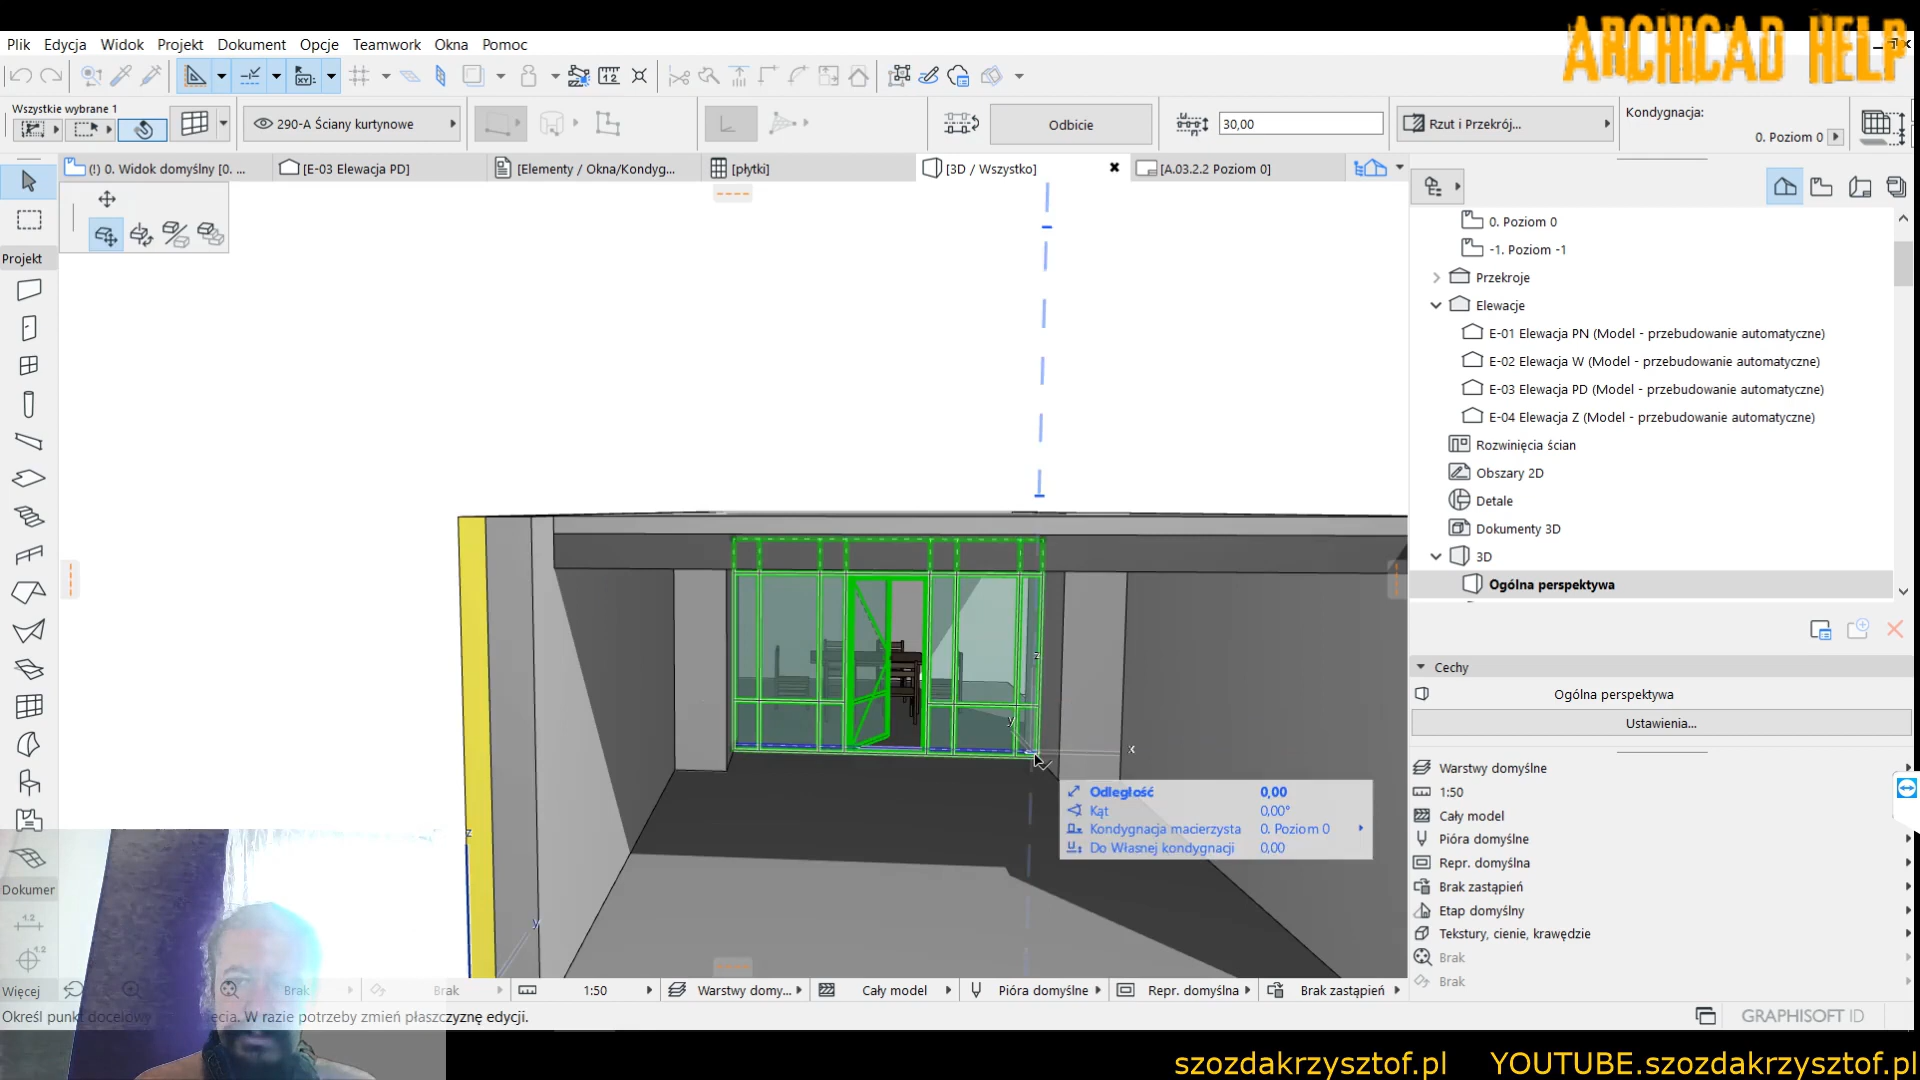 ARCHICAD HELP
Plik Edycja Widok Projekt Dokument Opcje Teamwork Okna Pomoc
Wszystkie wybrane 1
290-A Ściany kurtynowe
Odbicie
30,00
Rzut i Przekrój...
Kondygnacja:
0. Poziom 0
(!) 0. Widok domyślny [0. ...
[E-03 Elewacja PD]
[Elementy / Okna/Kondyg...
[płytki]
[3D / Wszystko]
[A.03.2.2 Poziom 0]
Projekt
0. Poziom 0
-1. Poziom -1
Przekroje
Elewacje
E-01 Elewacja PN (Model - przebudowanie automatyczne)
E-02 Elewacja W (Model - przebudowanie automatyczne)
E-03 Elewacja PD (Model - przebudowanie automatyczne)
E-04 Elewacja Z (Model - przebudowanie automatyczne)
Rozwinięcia ścian
Obszary 2D
Detale
Dokumenty 3D
3D
Ogólna perspektywa
Cechy
Ogólna perspektywa
Ustawienia...
Warstwy domyślne
1:50
Cały model
Pióra domyślne
Repr. domyślna
Brak zastąpień
Etap domyślny
Tekstury, cienie, krawędzie
Brak
Brak
z
y
x
Odległość 0,00
Kąt 0,00°
Kondygnacja macierzysta 0. Poziom 0
Do Własnej kondygnacji 0,00
z
y
Dokumer
1.2
1.2
Więcej
Brak
Brak
1:50
Warstwy domy...
Cały model
Pióra domyślne
Repr. domyślna
Brak zastąpień
Określ punkt docelowy W razie potrzeby zmień płaszczyznę edycji.
GRAPHISOFT ID
szozdakrzysztof.pl YOUTUBE.szozdakrzysztof.pl